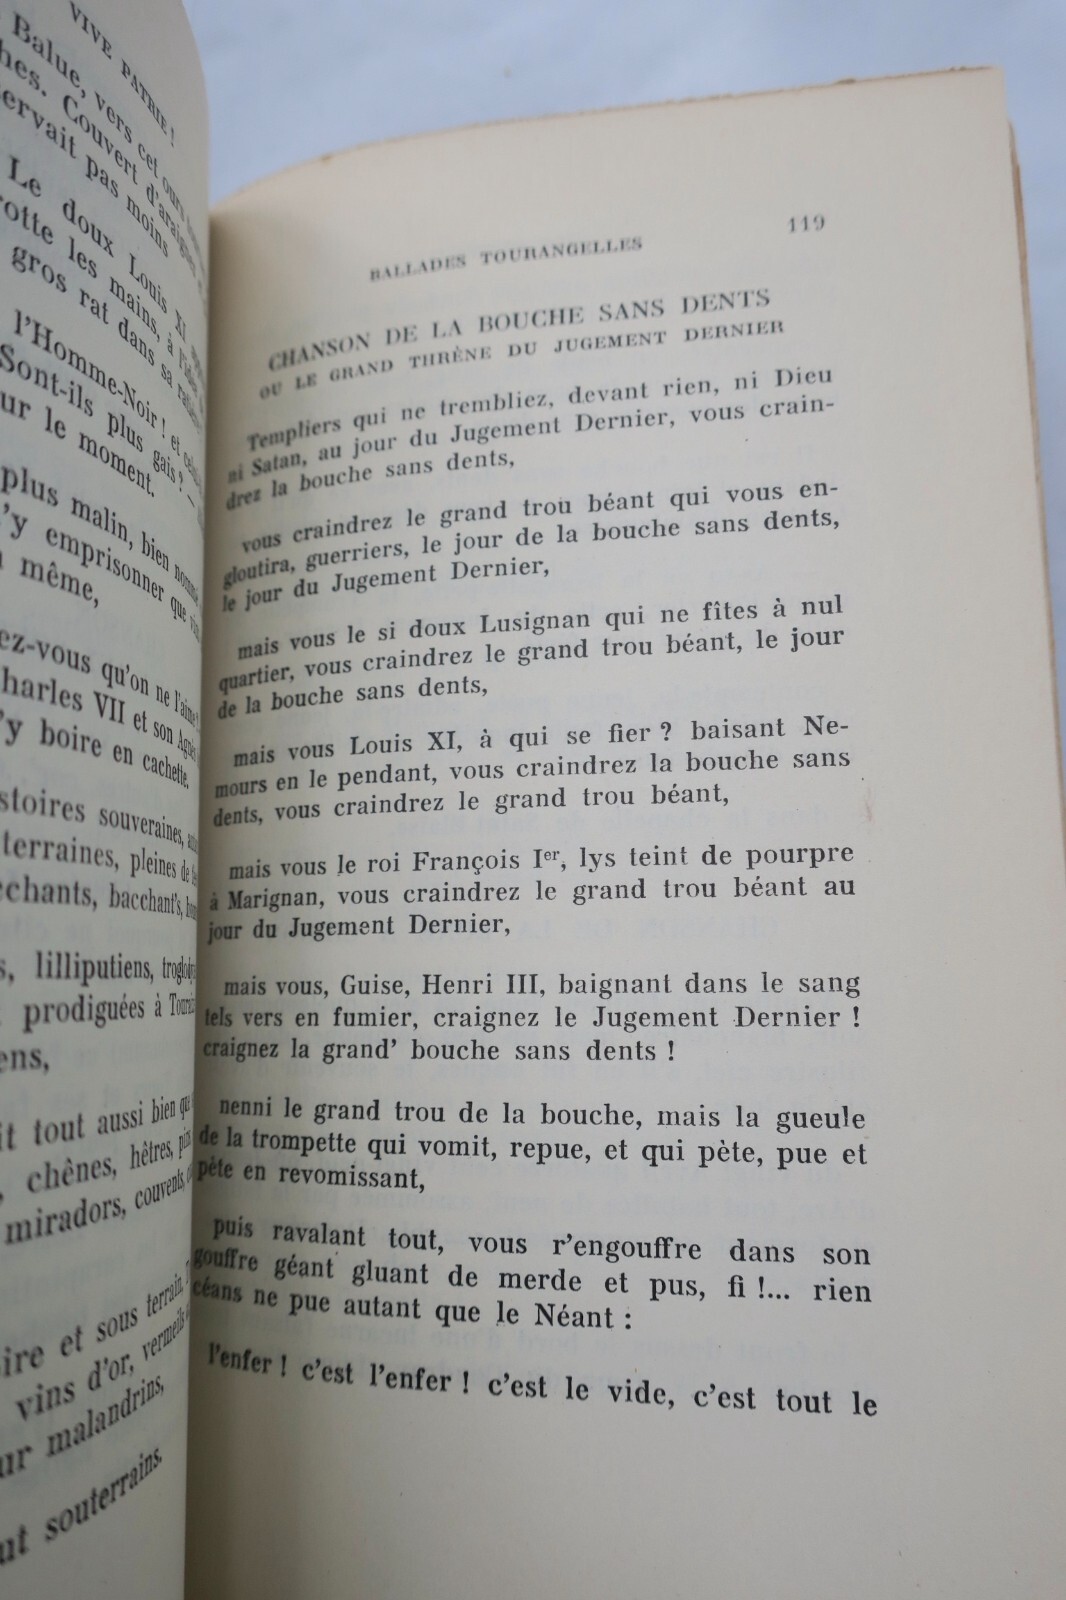 VIVE PATRIE !
Balue, vers cet ours
hes. Couvert d'araignées
servait pas moins
Le doux Louis XI
rotte les mains, à l'idée
gros rat dans sa
l'Homme-Noir ! et
Sont-ils plus gais ? —
ur le moment.
plus malin, bien nommé
'y emprisonner que
même,
ez-vous qu'on ne l'aime
harles VII et son Agnès
'y boire en cachette.
stoires souveraines,
terraines, pleines de
chants, bacchant's,
s, lilliputiens,
prodiguées à
ens,
it tout aussi bien que
chênes, hêtres, pins
miradors, couvents,
ire et sous terrain,
vins d'or, vermeils
ur malandrins,
ut souterrains.
BALLADES TOURANGELLES
119
CHANSON DE LA BOUCHE SANS DENTS
OU LE GRAND THRÈNE DU JUGEMENT DERNIER
Templiers qui ne trembliez, devant rien, ni Dieu
ni Satan, au jour du Jugement Dernier, vous crain-
drez la bouche sans dents,
vous craindrez le grand trou béant qui vous en-
gloutira, guerriers, le jour de la bouche sans dents,
le jour du Jugement Dernier,
mais vous le si doux Lusignan qui ne fîtes à nul
quartier, vous craindrez le grand trou béant, le jour
de la bouche sans dents,
mais vous Louis XI, à qui se fier ? baisant Ne-
mours en le pendant, vous craindrez la bouche sans
dents, vous craindrez le grand trou béant,
mais vous le roi François Ier, lys teint de pourpre
à Marignan, vous craindrez le grand trou béant au
jour du Jugement Dernier,
mais vous, Guise, Henri III, baignant dans le sang
tels vers en fumier, craignez le Jugement Dernier !
craignez la grand' bouche sans dents !
nenni le grand trou de la bouche, mais la gueule
de la trompette qui vomit, repue, et qui pète, pue et
pète en revomissant,
puis ravalant tout, vous r'engouffre dans son
gouffre géant gluant de merde et pus, fi !... rien
céans ne pue autant que le Néant :
l'enfer ! c'est l'enfer ! c'est le vide, c'est tout le